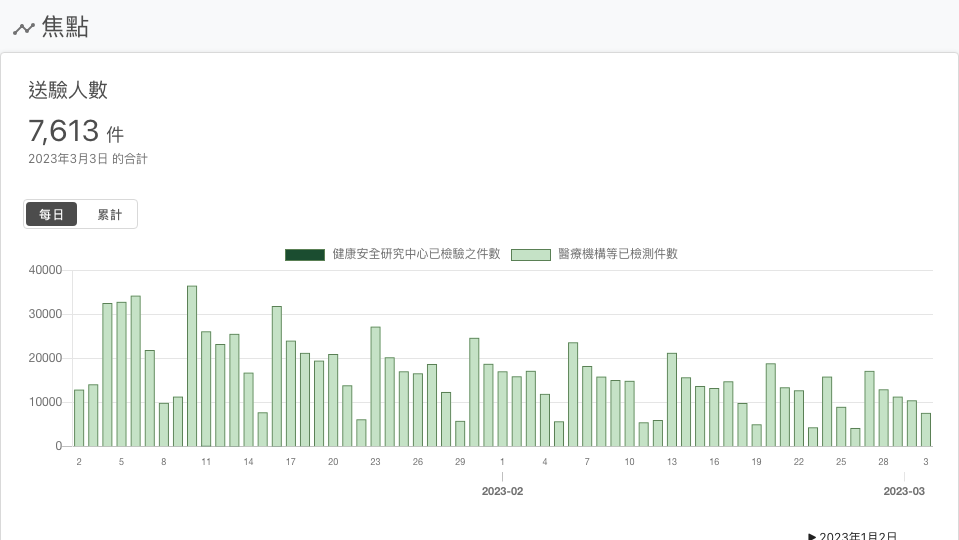 焦點
送驗人數
7,613 件
2023年3月3日 的合計
每日 累計
健康安全研究中心已檢驗之件數 醫療機構等已檢測件數
40000
30000
20000
10000
0
2 5 8 11 14 17 20 23 26 29 1 4 7 10 13 16 19 22 25 28 3
2023-02 2023-03
▶ 2023年1月2日